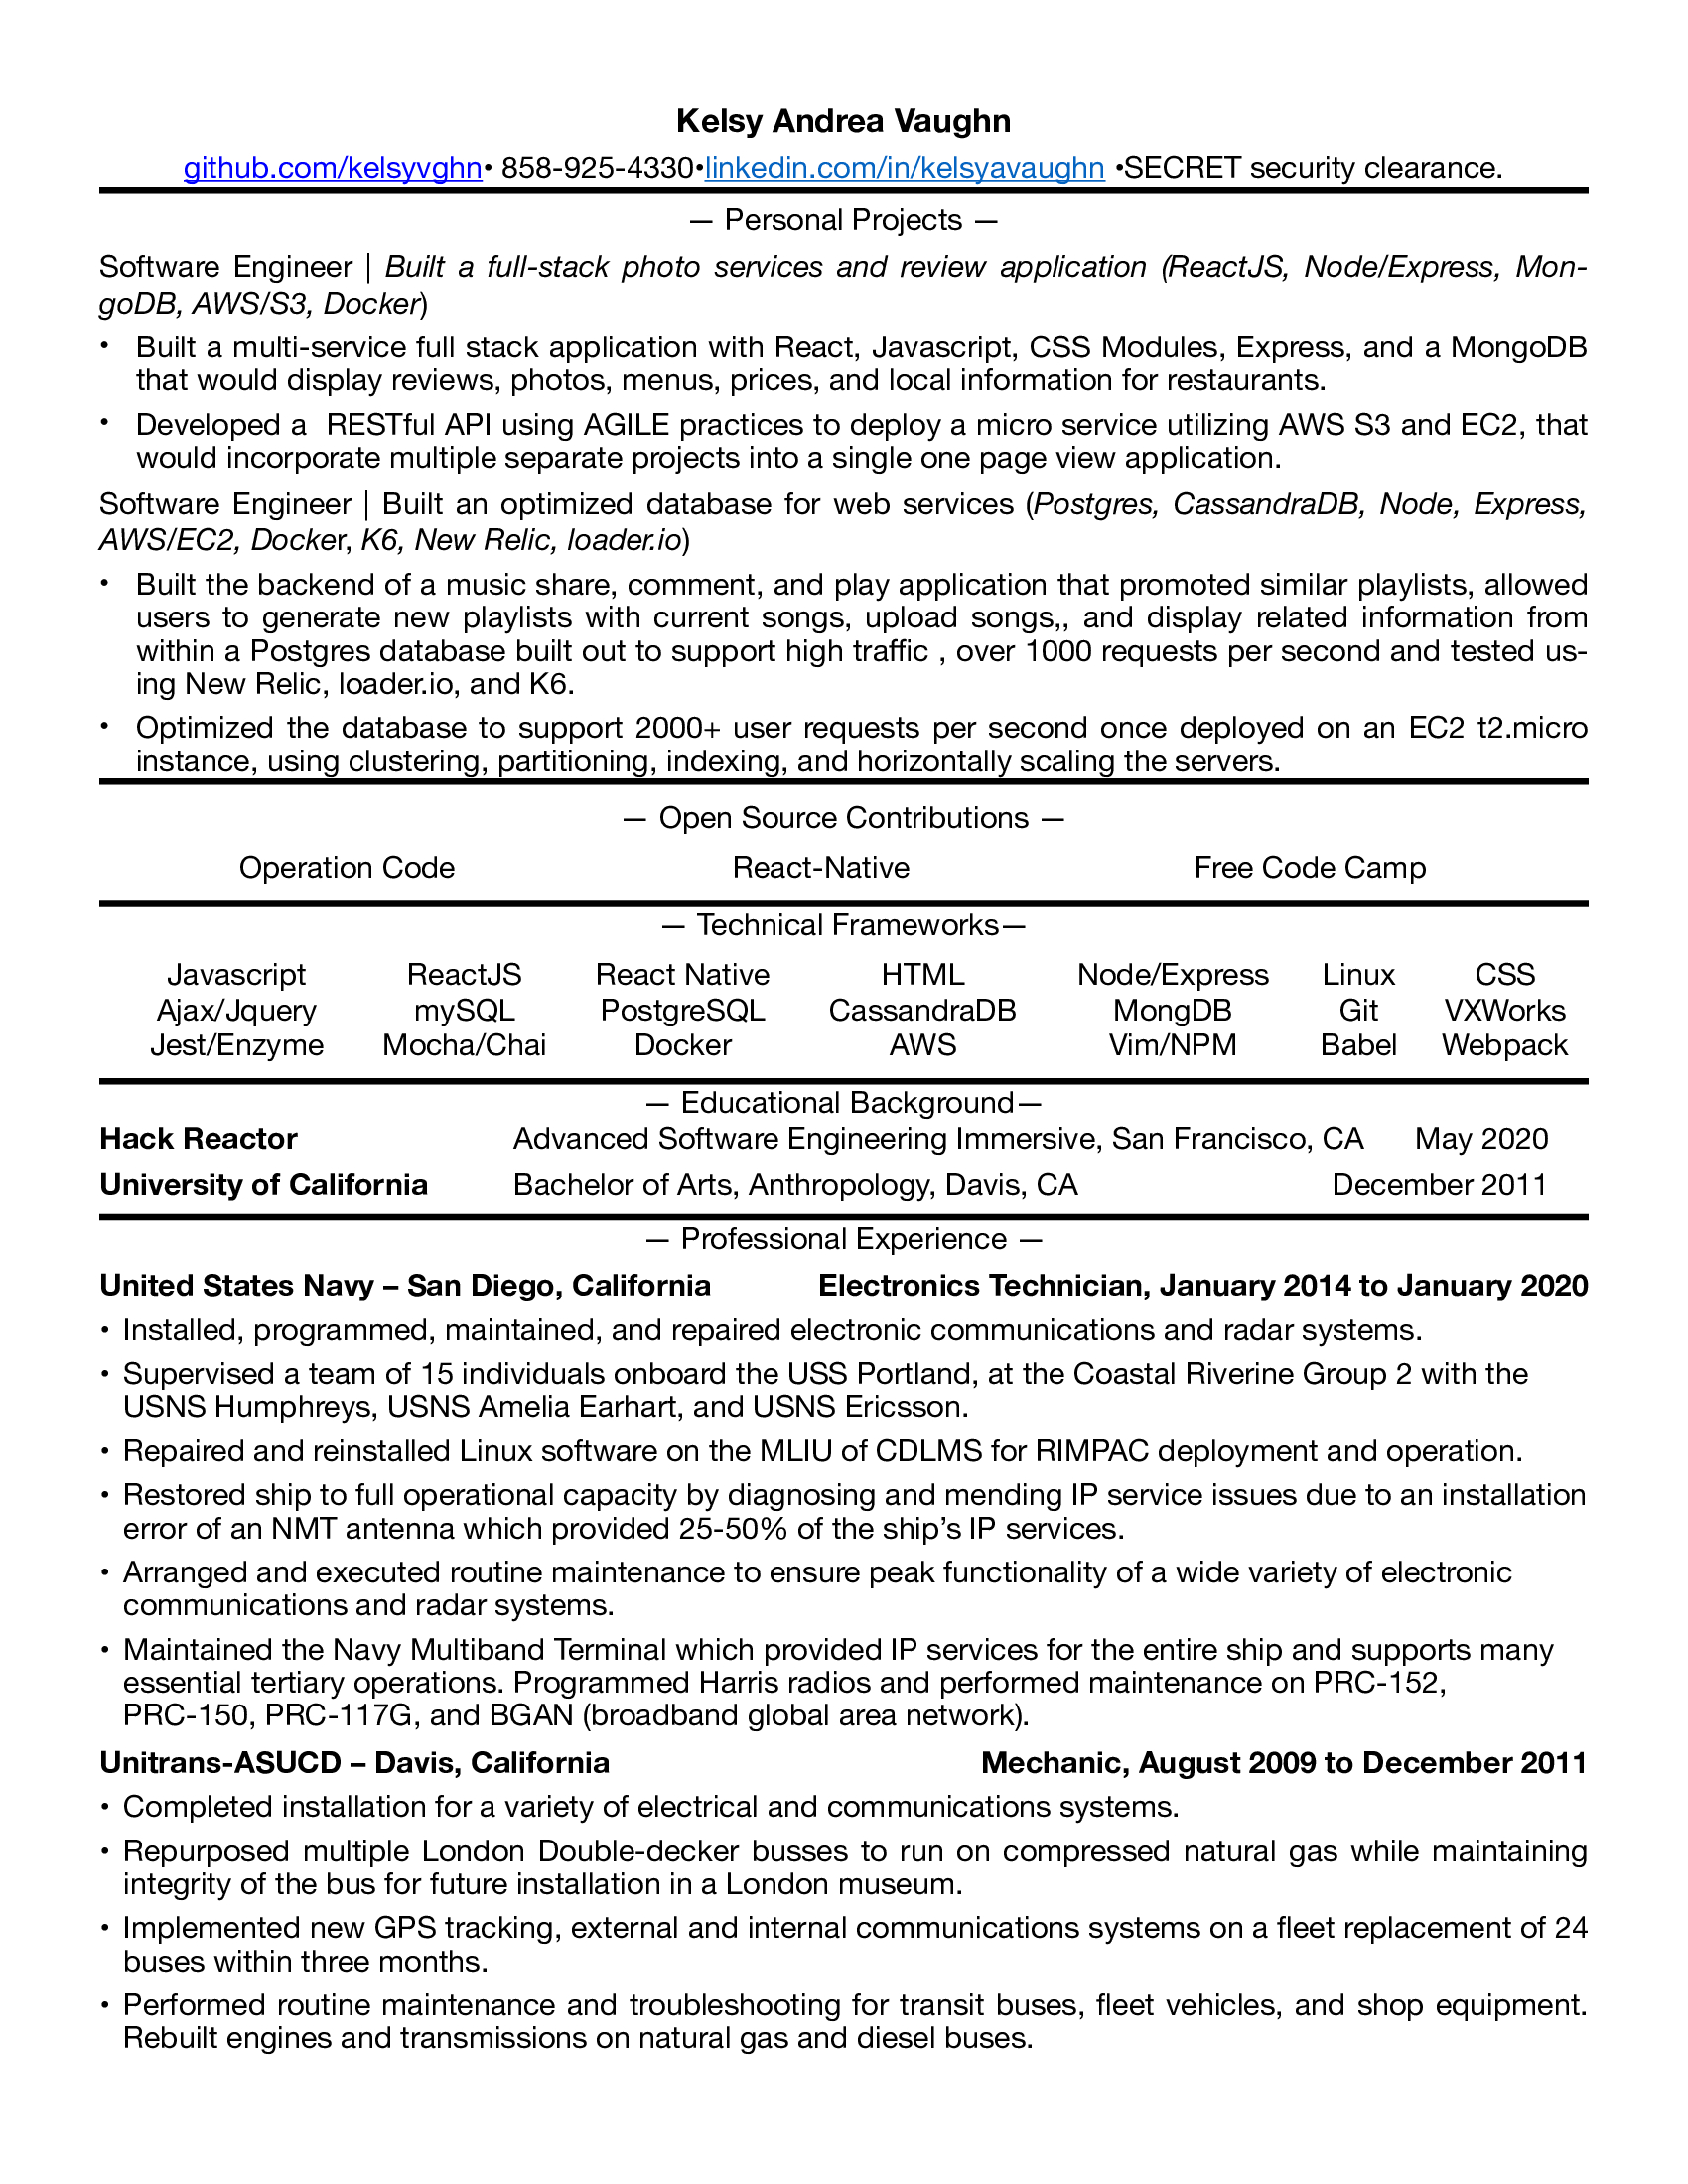 Kelsy Andrea Vaughn
github.com/kelsyvghn• 858-925-4330•linkedin.com/in/kelsyavaughn •SECRET security clearance.
— Personal Projects —
Software Engineer | Built a full-stack photo services and review application (ReactJS, Node/Express, Mon-
goDB, AWS/S3, Docker)
• Built a multi-service full stack application with React, Javascript, CSS Modules, Express, and a MongoDB
that would display reviews, photos, menus, prices, and local information for restaurants.
• Developed a  RESTful API using AGILE practices to deploy a micro service utilizing AWS S3 and EC2, that
would incorporate multiple separate projects into a single one page view application.
Software Engineer | Built an optimized database for web services (Postgres, CassandraDB, Node, Express,
AWS/EC2, Docker, K6, New Relic, loader.io)
• Built the backend of a music share, comment, and play application that promoted similar playlists, allowed
users to generate new playlists with current songs, upload songs,, and display related information from
within a Postgres database built out to support high traffic , over 1000 requests per second and tested us-
ing New Relic, loader.io, and K6.
• Optimized the database to support 2000+ user requests per second once deployed on an EC2 t2.micro
instance, using clustering, partitioning, indexing, and horizontally scaling the servers.
— Open Source Contributions —
Operation Code React-Native Free Code Camp
— Technical Frameworks—
Javascript ReactJS React Native HTML Node/Express Linux CSS
Ajax/Jquery mySQL PostgreSQL CassandraDB MongDB Git VXWorks
Jest/Enzyme Mocha/Chai Docker AWS Vim/NPM Babel Webpack
— Educational Background—
Hack Reactor Advanced Software Engineering Immersive, San Francisco, CA May 2020
University of California Bachelor of Arts, Anthropology, Davis, CA December 2011
— Professional Experience —
United States Navy – San Diego, California Electronics Technician, January 2014 to January 2020
• Installed, programmed, maintained, and repaired electronic communications and radar systems.
• Supervised a team of 15 individuals onboard the USS Portland, at the Coastal Riverine Group 2 with the
USNS Humphreys, USNS Amelia Earhart, and USNS Ericsson.
• Repaired and reinstalled Linux software on the MLIU of CDLMS for RIMPAC deployment and operation.
• Restored ship to full operational capacity by diagnosing and mending IP service issues due to an installation
error of an NMT antenna which provided 25-50% of the ship’s IP services.
• Arranged and executed routine maintenance to ensure peak functionality of a wide variety of electronic
communications and radar systems.
• Maintained the Navy Multiband Terminal which provided IP services for the entire ship and supports many
essential tertiary operations. Programmed Harris radios and performed maintenance on PRC-152,
PRC-150, PRC-117G, and BGAN (broadband global area network).
Unitrans-ASUCD – Davis, California Mechanic, August 2009 to December 2011
• Completed installation for a variety of electrical and communications systems.
• Repurposed multiple London Double-decker busses to run on compressed natural gas while maintaining
integrity of the bus for future installation in a London museum.
• Implemented new GPS tracking, external and internal communications systems on a fleet replacement of 24
buses within three months.
• Performed routine maintenance and troubleshooting for transit buses, fleet vehicles, and shop equipment.
Rebuilt engines and transmissions on natural gas and diesel buses.